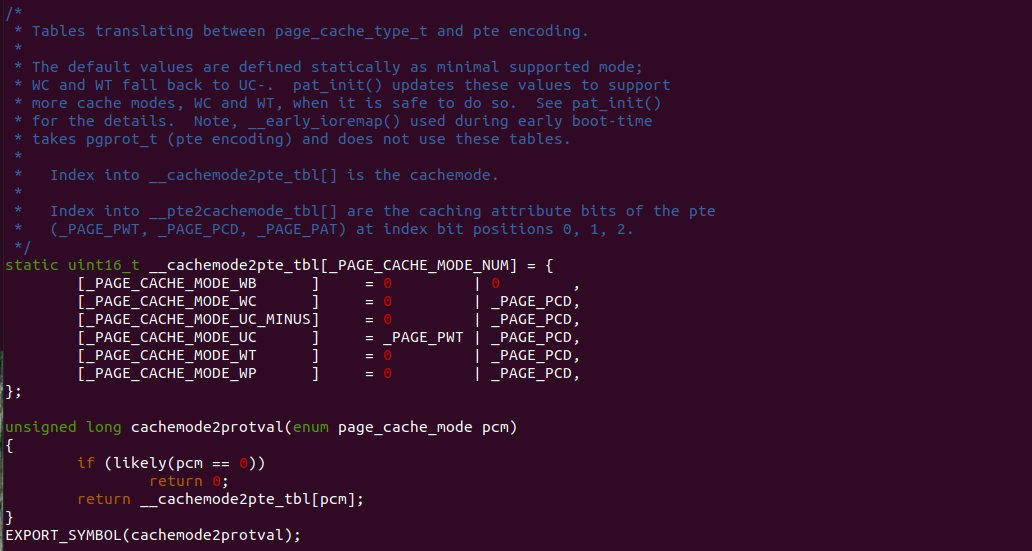 /*
 * Tables translating between page_cache_type_t and pte encoding.
 *
 * The default values are defined statically as minimal supported mode;
 * WC and WT fall back to UC-.  pat_init() updates these values to support
 * more cache modes, WC and WT, when it is safe to do so.  See pat_init()
 * for the details.  Note, __early_ioremap() used during early boot-time
 * takes pgprot_t (pte encoding) and does not use these tables.
 *
 *   Index into __cachemode2pte_tbl[] is the cachemode.
 *
 *   Index into __pte2cachemode_tbl[] are the caching attribute bits of the pte
 *   (_PAGE_PWT, _PAGE_PCD, _PAGE_PAT) at index bit positions 0, 1, 2.
 */
static uint16_t __cachemode2pte_tbl[_PAGE_CACHE_MODE_NUM] = {
        [_PAGE_CACHE_MODE_WB      ]     = 0         | 0        ,
        [_PAGE_CACHE_MODE_WC      ]     = 0         | _PAGE_PCD,
        [_PAGE_CACHE_MODE_UC_MINUS]     = 0         | _PAGE_PCD,
        [_PAGE_CACHE_MODE_UC      ]     = _PAGE_PWT | _PAGE_PCD,
        [_PAGE_CACHE_MODE_WT      ]     = 0         | _PAGE_PCD,
        [_PAGE_CACHE_MODE_WP      ]     = 0         | _PAGE_PCD,
};

unsigned long cachemode2protval(enum page_cache_mode pcm)
{
        if (likely(pcm == 0))
                return 0;
        return __cachemode2pte_tbl[pcm];
}
EXPORT_SYMBOL(cachemode2protval);